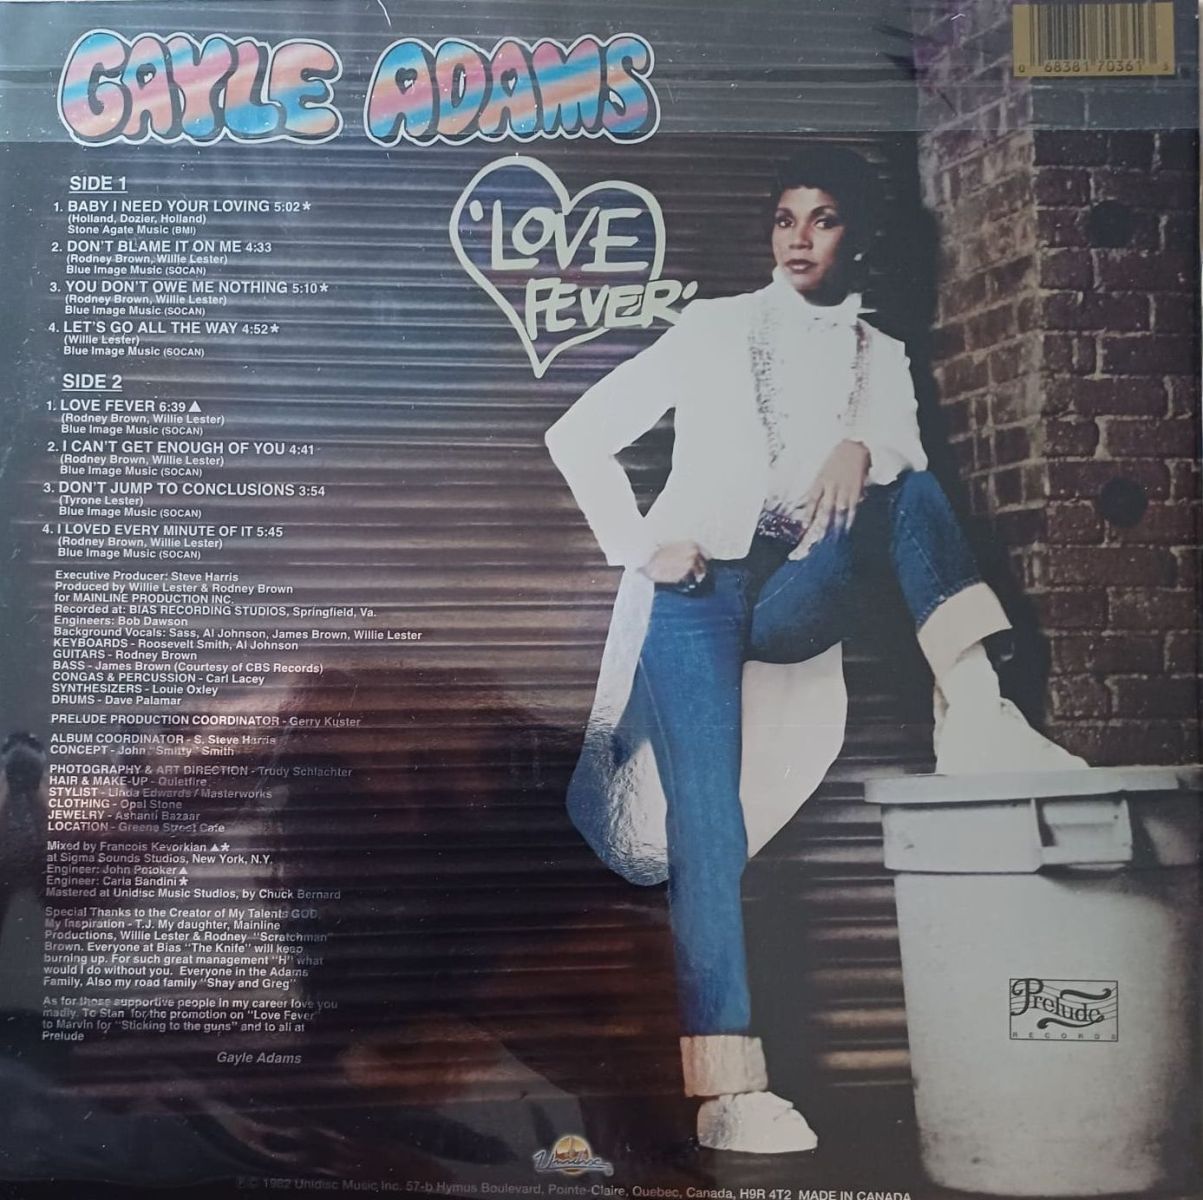 GAYLE ADAMS
0 68381 70361 3
'LOVE
FEVER'
SIDE 1
1. BABY I NEED YOUR LOVING 5:02★
(Holland, Dozier, Holland)
Stone Agate Music (BMI)
2. DON'T BLAME IT ON ME 4:33
(Rodney Brown, Willie Lester)
Blue Image Music (SOCAN)
3. YOU DON'T OWE ME NOTHING 5:10★
(Rodney Brown, Willie Lester)
Blue Image Music (SOCAN)
4. LET'S GO ALL THE WAY 4:52★
(Willie Lester)
Blue Image Music (SOCAN)
SIDE 2
1. LOVE FEVER 6:39▲
(Rodney Brown, Willie Lester)
Blue Image Music (SOCAN)
2. I CAN'T GET ENOUGH OF YOU 4:41
(Rodney Brown, Willie Lester)
Blue Image Music (SOCAN)
3. DON'T JUMP TO CONCLUSIONS 3:54
(Tyrone Lester)
Blue Image Music (SOCAN)
4. I LOVED EVERY MINUTE OF IT 5:45
(Rodney Brown, Willie Lester)
Blue Image Music (SOCAN)
Executive Producer: Steve Harris
Produced by Willie Lester & Rodney Brown
for MAINLINE PRODUCTION INC.
Recorded at: BIAS RECORDING STUDIOS, Springfield, Va.
Engineers: Bob Dawson
Background Vocals: Sass, Al Johnson, James Brown, Willie Lester
KEYBOARDS - Roosevelt Smith, Al Johnson
GUITARS - Rodney Brown
BASS - James Brown (Courtesy of CBS Records)
CONGAS & PERCUSSION - Carl Lacey
SYNTHESIZERS - Louie Oxley
DRUMS - Dave Palamar
PRELUDE PRODUCTION COORDINATOR - Gerry Kuster
ALBUM COORDINATOR - S. Steve Harris
CONCEPT - John "Smitty" Smith
PHOTOGRAPHY & ART DIRECTION - Trudy Schlachter
HAIR & MAKE-UP - Quietfire
STYLIST - Linda Edwards / Masterworks
CLOTHING - Opal Stone
JEWELRY - Ashanti Bazaar
LOCATION - Greene Street Cafe
Mixed by Francois Kevorkian ▲★
at Sigma Sounds Studios, New York, N.Y.
Engineer: John Potoker▲
Engineer: Carla Bandini★
Mastered at Unidisc Music Studios, by Chuck Bernard
Special Thanks to the Creator of My Talents GOD.
My Inspiration - T.J. My daughter, Mainline
Productions, Willie Lester & Rodney "Scratchman"
Brown. Everyone at Bias "The Knife" will keep
burning up. For such great management "H" what
would I do without you. Everyone in the Adams
Family, Also my road family "Shay and Greg"
As for those supportive people in my career love you
madly. To Stan for the promotion on "Love Fever"
to Marvin for "Sticking to the guns" and to all at
Prelude
Gayle Adams
Prelude
RECORDS
Unidisc
℗ © 1982 Unidisc Music Inc. 57-b Hymus Boulevard, Pointe-Claire, Quebec, Canada, H9R 4T2 MADE IN CANADA